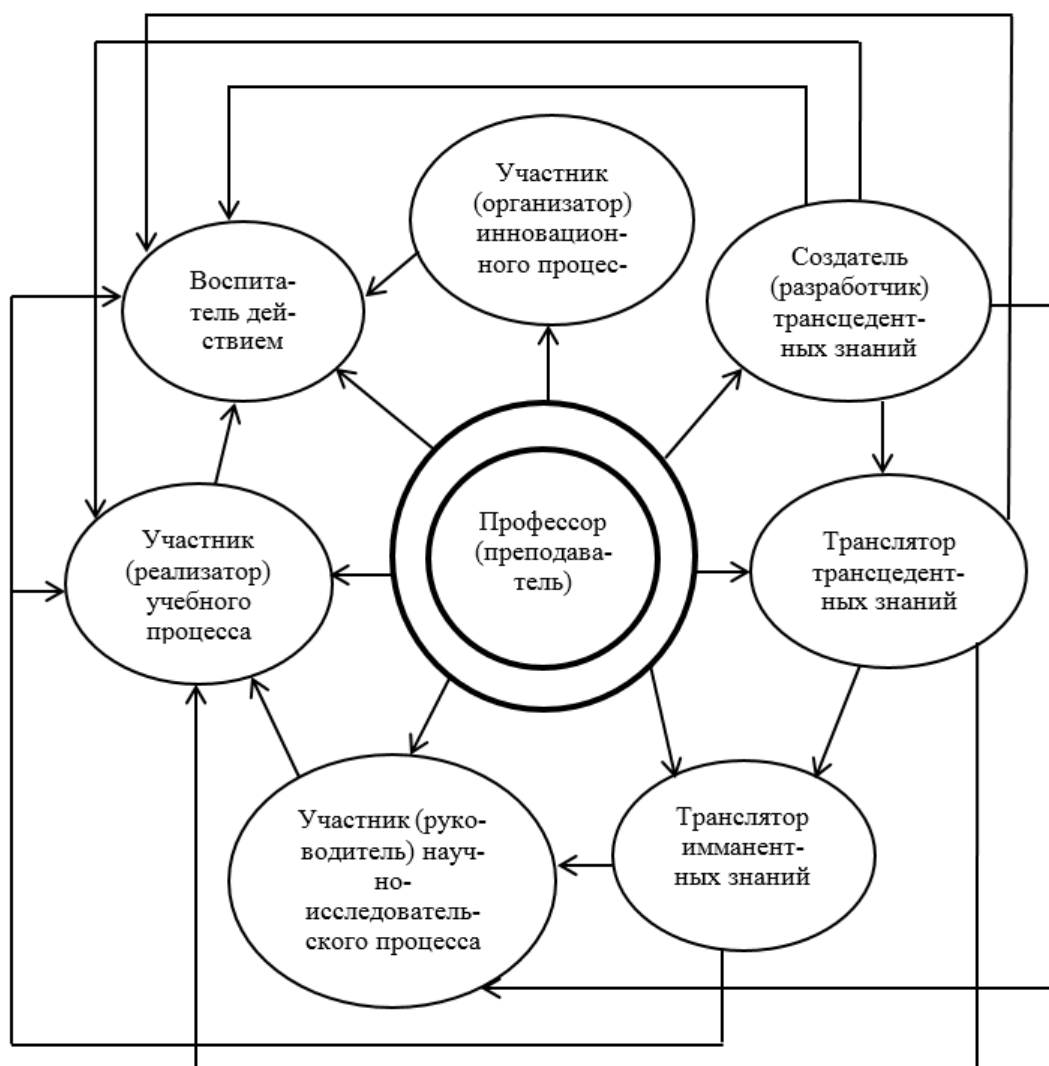 Участник
(организатор)
инновацион-
ного процес-
Создатель
(разработчик)
трансцедент-
ных знаний
Воспита-
тель дей-
ствием
Профессор
(преподава-
тель)
Участник
(реализатор)
учебного
процесса
Транслятор
трансцедент-
ных знаний
Участник (руко-
водитель) науч-
но-
исследователь-
ского процесса
Транслятор
имманент-
ных знаний